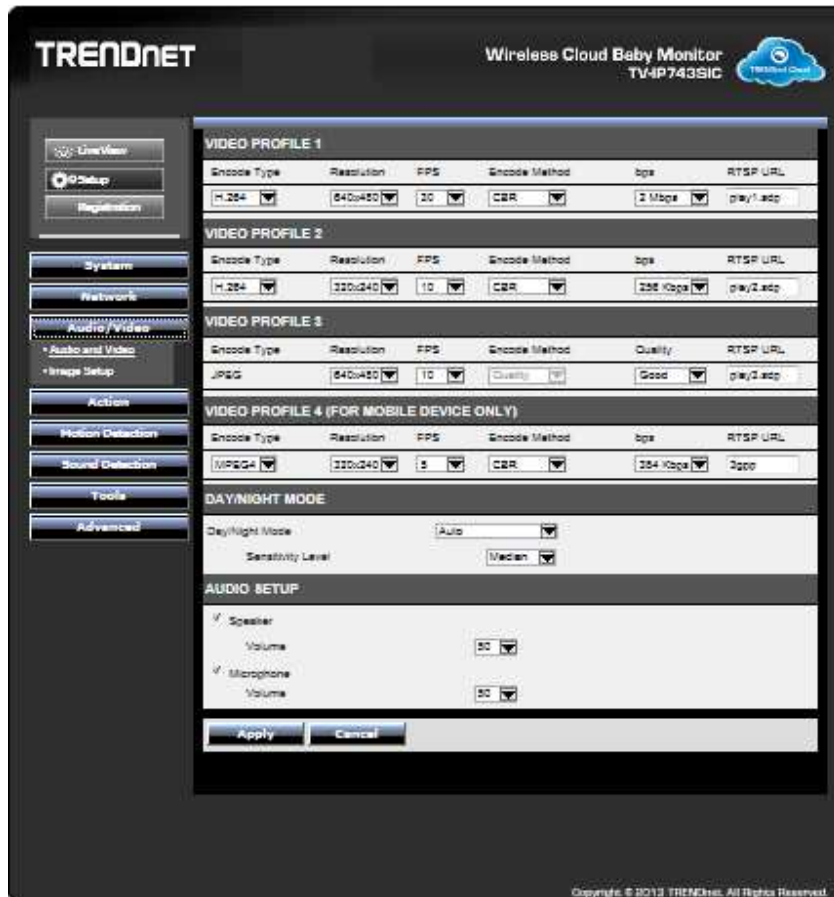 TRENDnet
Wireless Cloud Baby Monitor
TV-IP743SIC
TRENDnet Cloud
Live View
Setup
Registration
System
Network
Audio/Video
• Audio and Video
• Image Setup
Action
Motion Detection
Sound Detection
Tools
Advanced
VIDEO PROFILE 1
Encode Type Resolution FPS Encode Method bps RTSP URL
H.264 640x480 CBR 2 Mbps play1.sdp
VIDEO PROFILE 2
Encode Type Resolution FPS Encode Method bps RTSP URL
H.264 320x240 10 CBR 256 Kbps play2.sdp
VIDEO PROFILE 3
Encode Type Resolution FPS Encode Method Quality RTSP URL
JPEG 640x480 10 Quality Good play3.sdp
VIDEO PROFILE 4 (FOR MOBILE DEVICE ONLY)
Encode Type Resolution FPS Encode Method bps RTSP URL
MPEG4 320x240 5 CBR 384 Kbps 3gpp
DAY/NIGHT MODE
Day/Night Mode Auto
Sensitivity Level Median
AUDIO SETUP
Speaker
Volume
Microphone
Volume
Apply Cancel
Copyright © 2013 TRENDnet. All Rights Reserved.